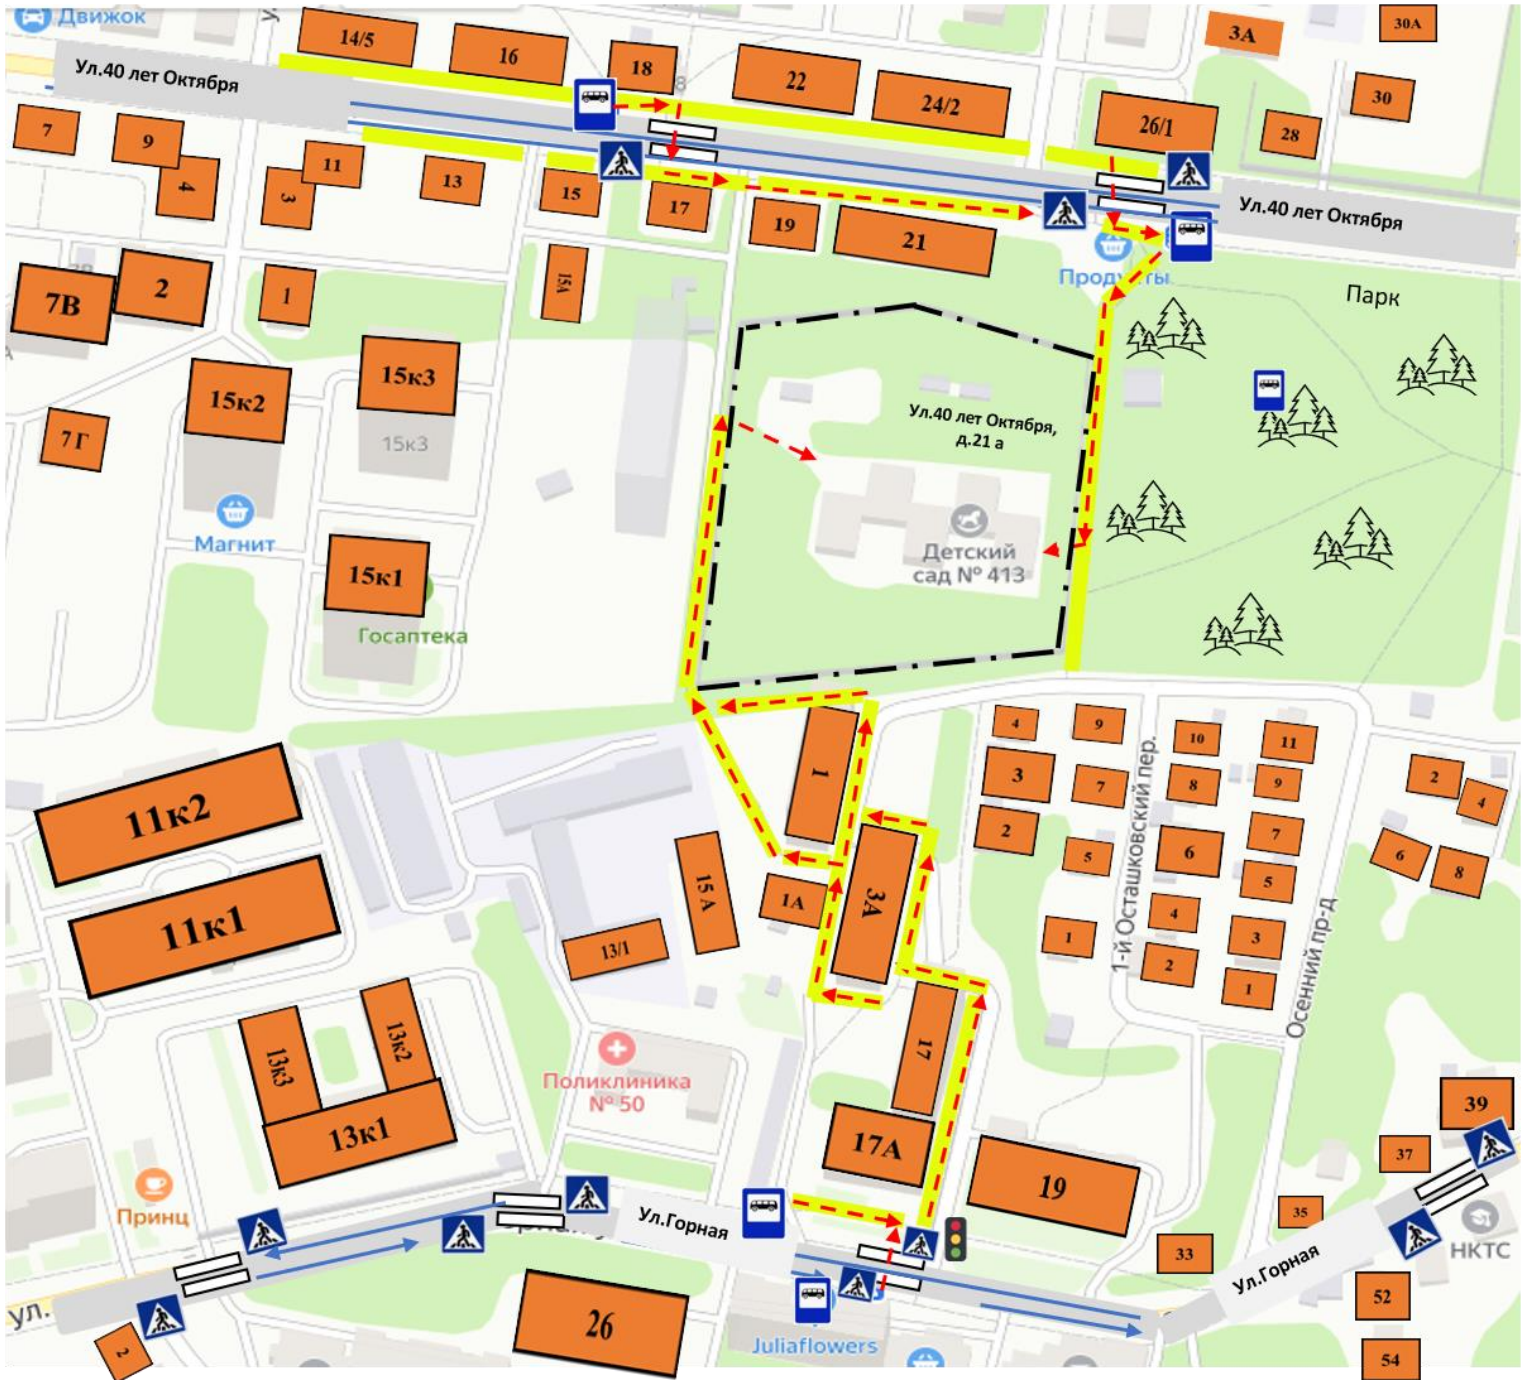 Движок
у
14/5
16
18
8
22
24/2
26/1
3А
30А
30
28
Ул.40 лет Октября
Ул.40 лет Октября
7
9
4
3
11
13
15
17
19
21
Продукты
Парк
7В
2
1
15А
15к2
15к3
15к3
7 Г
Магнит
Ул.40 лет Октября,
д.21 а
Детский
сад № 413
15к1
Госаптека
11к2
11к1
15 А
13/1
1
1А
3А
4
9
10
11
3
7
8
9
2
5
6
7
5
4
3
1
2
1
2
4
6
8
1-й Осташковский пер.
Осенний пр-д
13к3
13к2
13к1
Поликлиника
№ 50
17
17А
19
Принц
Ул.Горная
39
37
35
33
НКТС
Ул.Горная
52
54
ул.
2
26
Juliaflowers